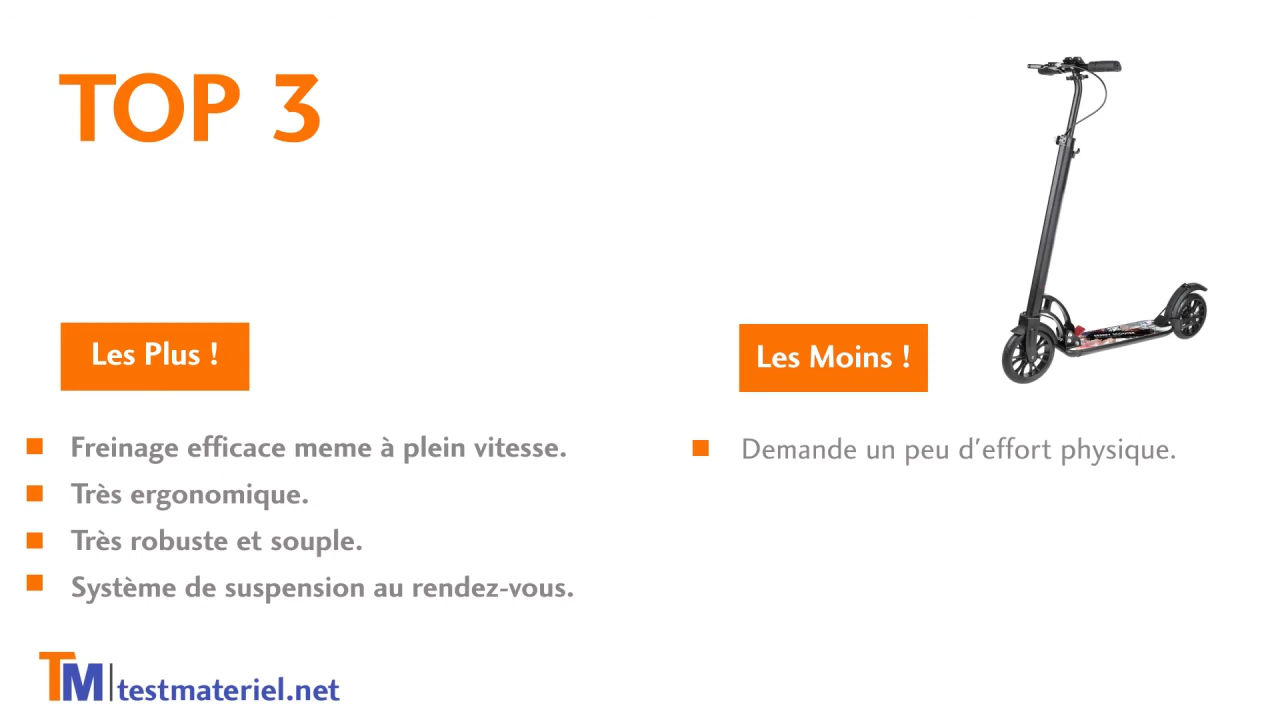 TOP 3
Les Plus !
Les Moins !
Freinage efficace meme à plein vitesse.
Très ergonomique.
Très robuste et souple.
Système de suspension au rendez-vous.
Demande un peu d'effort physique.
TM|testmateriel.net